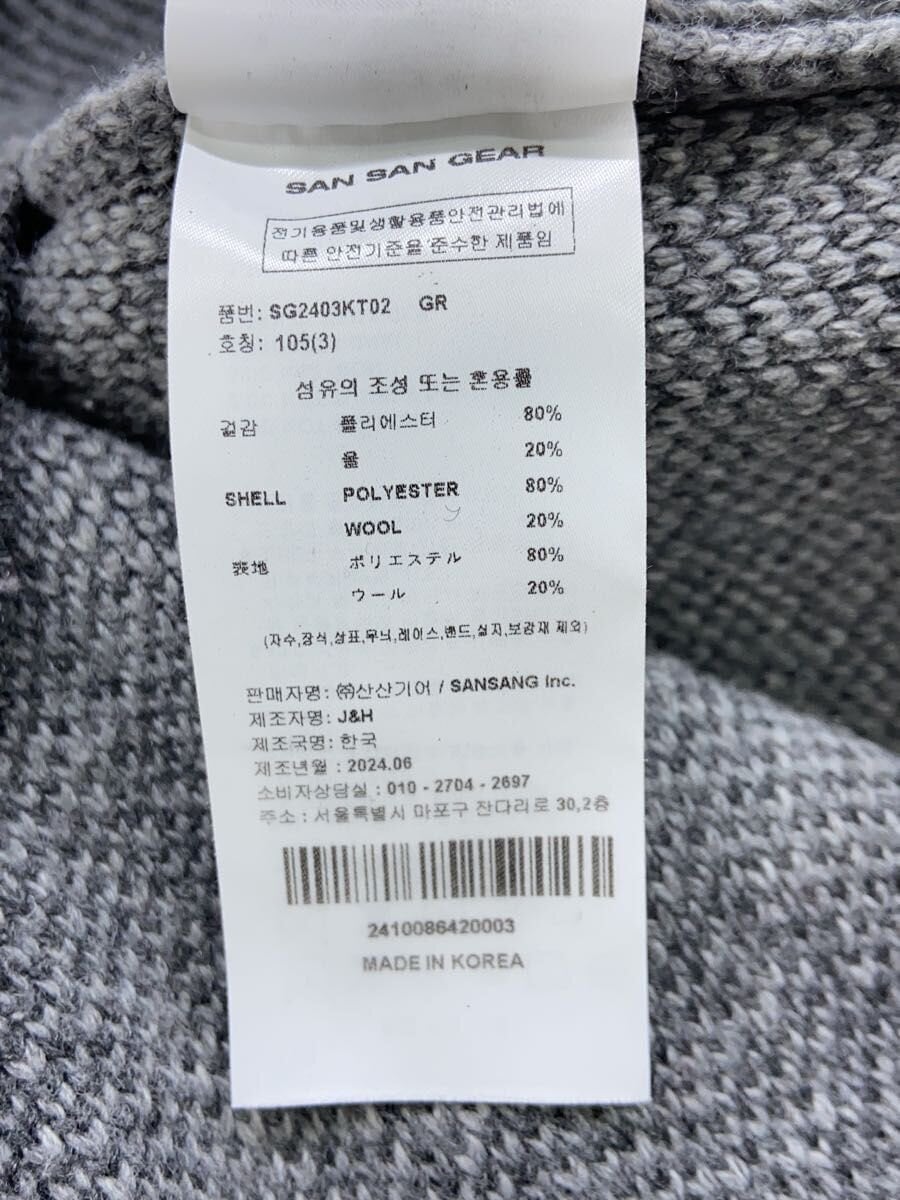 SAN SAN GEAR
전기용품및생활용품안전관리법에
따른 안전기준을 준수한 제품임
품번: SG2403KT02 GR
호칭: 105(3)
섬유의 조성 또는 혼용률
겉감 폴리에스터 80%
울 20%
SHELL POLYESTER 80%
WOOL 20%
表地 ポリエステル 80%
ウール 20%
(자수,장식,상표,무늬,레이스,밴드,심지,보강재 제외)
판매자명: ㈜산산기어 / SANSANG Inc.
제조자명: J&H
제조국명: 한국
제조년월 : 2024.06
소비자상담실 : 010 - 2704 - 2697
주소 : 서울특별시 마포구 잔다리로 30,2층
2410086420003
MADE IN KOREA